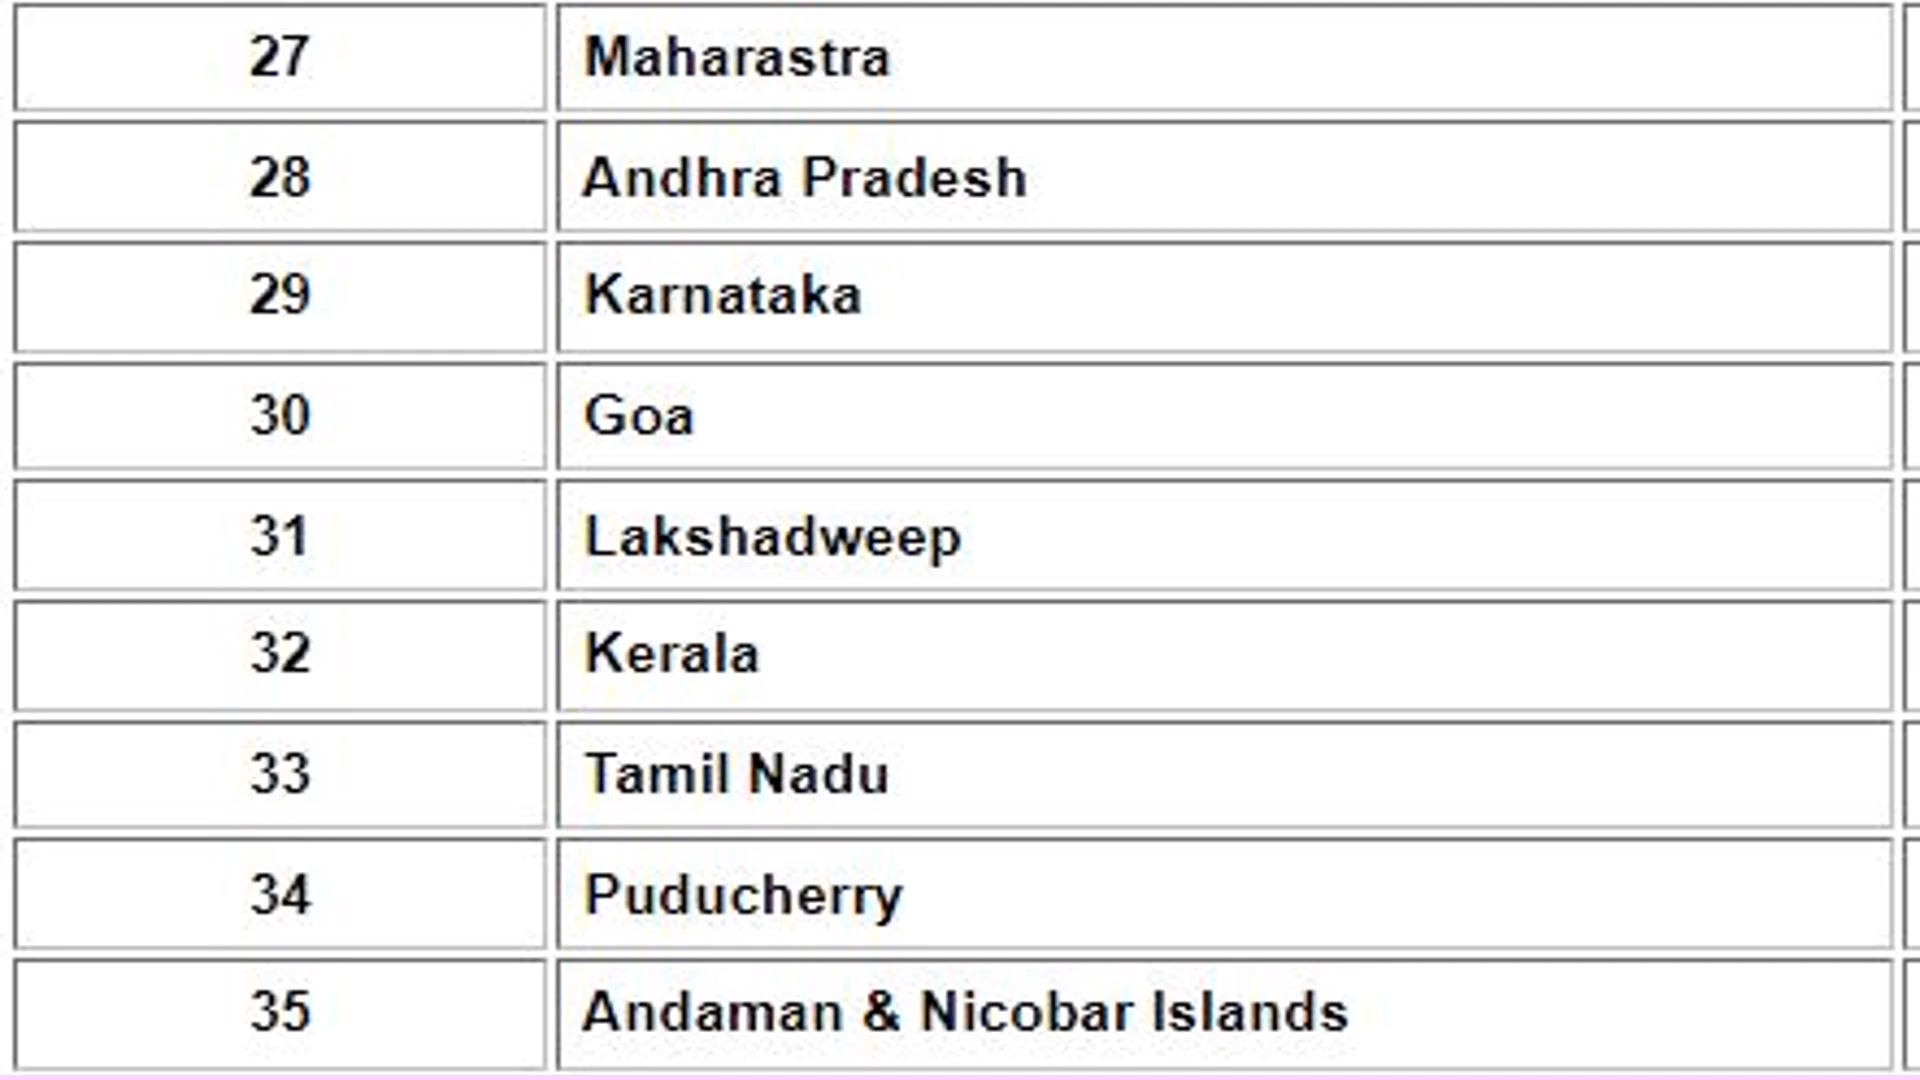 27 Maharastra
28 Andhra Pradesh
29 Karnataka
30 Goa
31 Lakshadweep
32 Kerala
33 Tamil Nadu
34 Puducherry
35 Andaman & Nicobar Islands